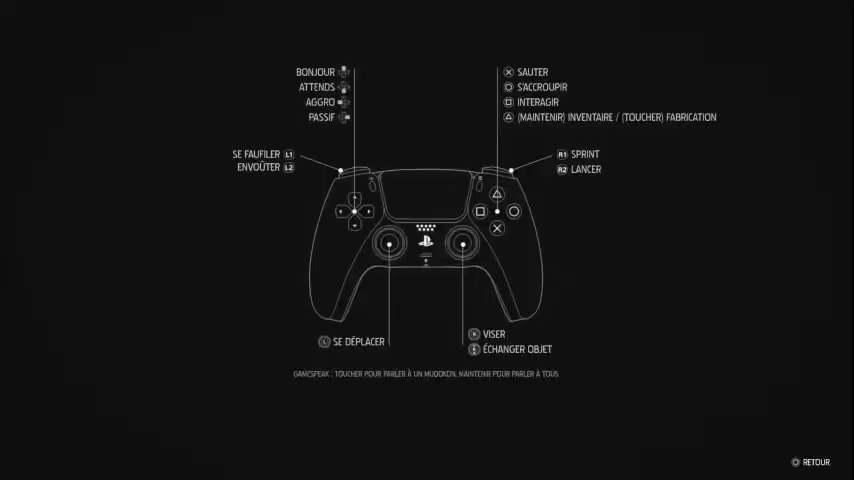 BONJOUR
ATTENDS
AGGRO
PASSIF
SAUTER
S'ACCROUPIR
INTERAGIR
(MAINTENIR) INVENTAIRE / (TOUCHER) FABRICATION
SE FAUFILER L1
ENVOÛTER L2
R1 SPRINT
R2 LANCER
L SE DÉPLACER
R VISER
R ÉCHANGER OBJET
GAMESPEAK : TOUCHER POUR PARLER À UN MUDOKON, MAINTENIR POUR PARLER À TOUS
RETOUR